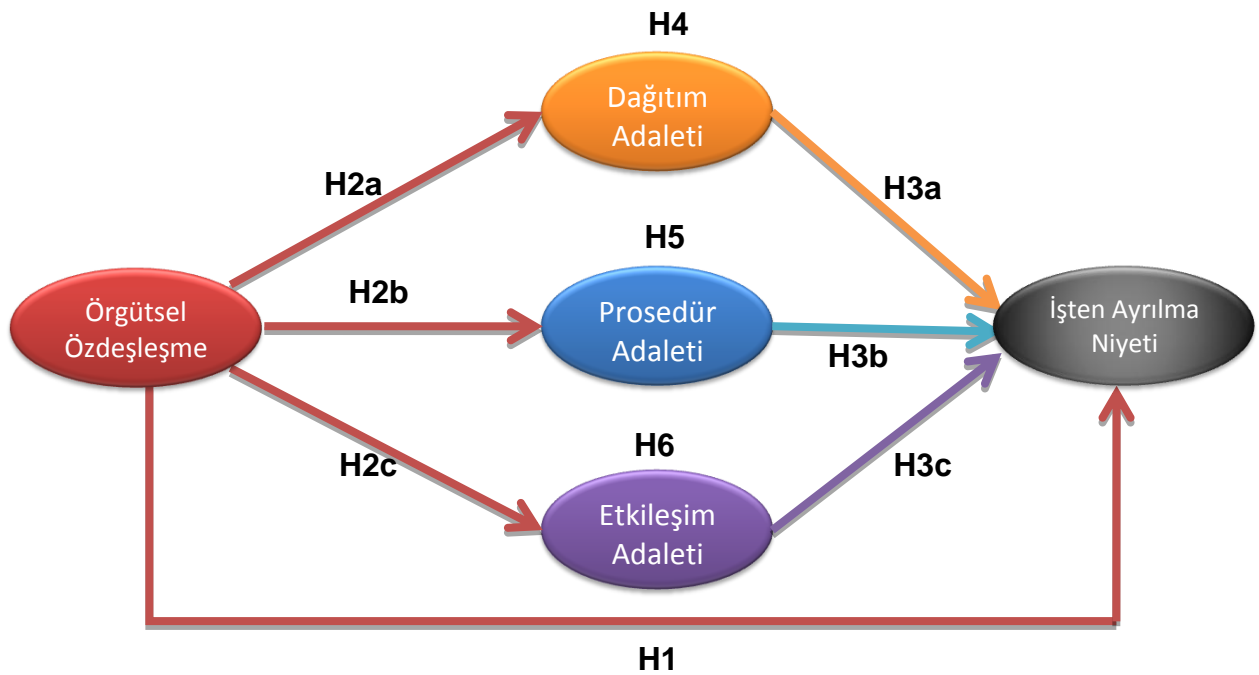 H4
Dağıtım
Adaleti
H2a
H3a
H5
H2b
Örgütsel
Özdeşleşme
Prosedür
Adaleti
İşten Ayrılma
Niyeti
H3b
H6
H2c
H3c
Etkileşim
Adaleti
H1